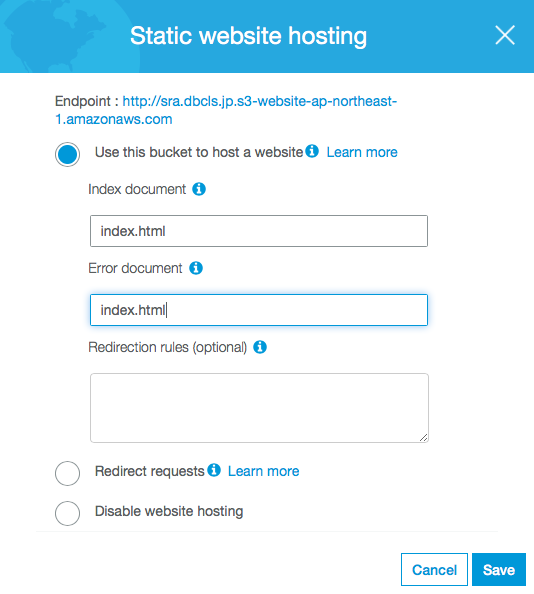 Static website hosting
Endpoint : http://sra.dbcls.jp.s3-website-ap-northeast-
1.amazonaws.com
Use this bucket to host a website Learn more
Index document
index.html
Error document
index.html
Redirection rules (optional)
Redirect requests Learn more
Disable website hosting
Cancel Save